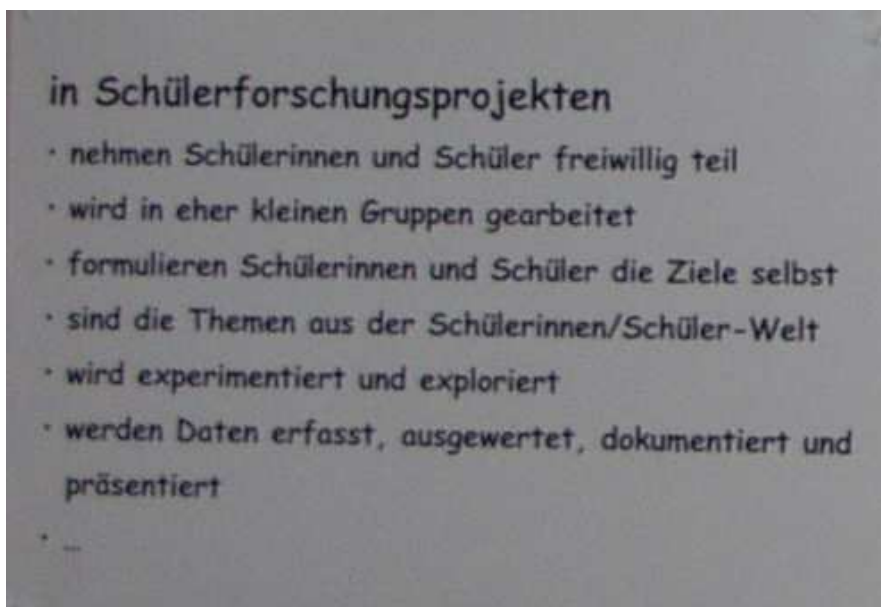 in Schülerforschungsprojekten
· nehmen Schülerinnen und Schüler freiwillig teil
· wird in eher kleinen Gruppen gearbeitet
· formulieren Schülerinnen und Schüler die Ziele selbst
· sind die Themen aus der Schülerinnen/Schüler-Welt
· wird experimentiert und exploriert
· werden Daten erfasst, ausgewertet, dokumentiert und
präsentiert
· ...